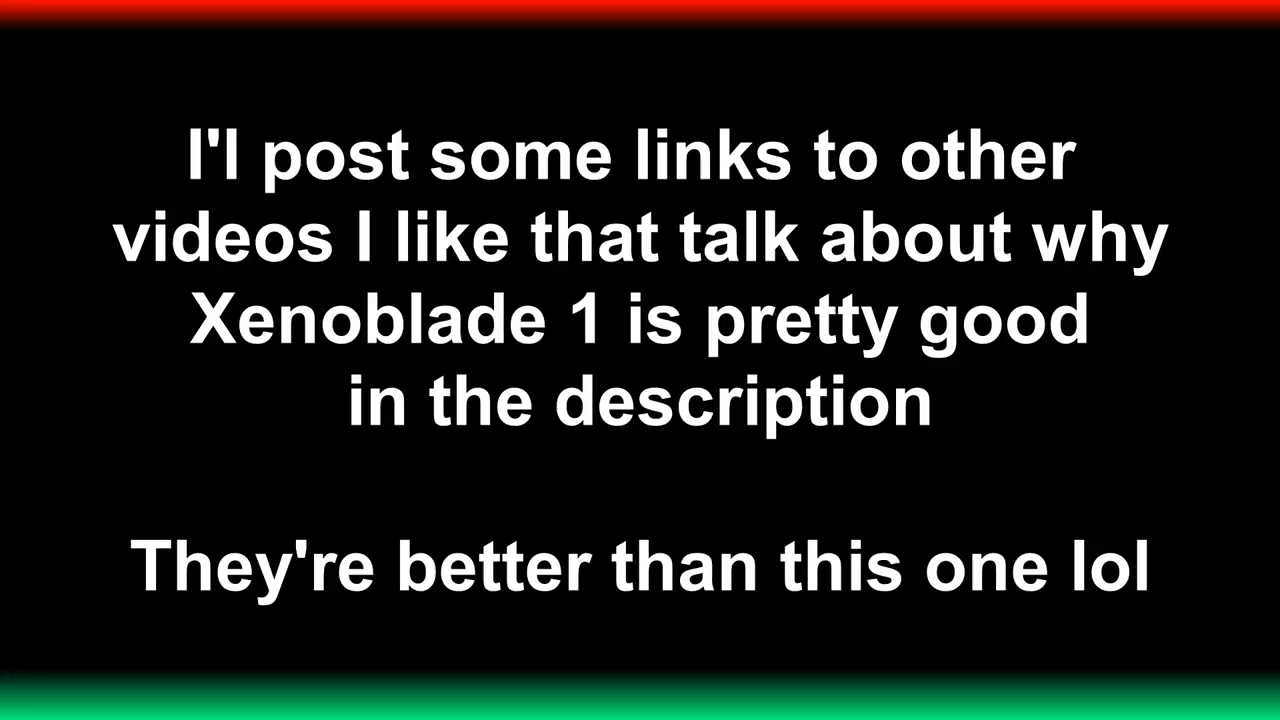 I'l post some links to other
videos I like that talk about why
Xenoblade 1 is pretty good
in the description
They're better than this one lol